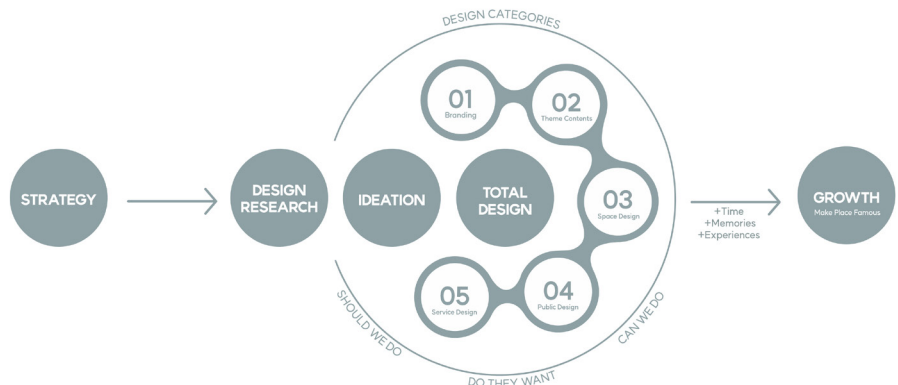 DESIGN CATEGORIES
STRATEGY
DESIGN
RESEARCH
IDEATION
TOTAL
DESIGN
01
Branding
02
Theme Contents
03
Space Design
04
Public Design
05
Service Design
SHOULD WE DO
DO THEY WANT
CAN WE DO
+Time
+Memories
+Experiences
GROWTH
Make Place Famous